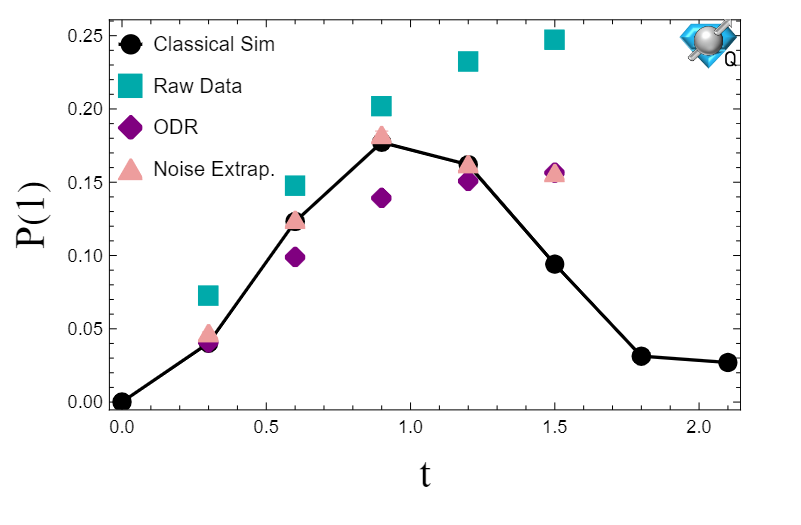 0.25
0.20
0.15
0.10
0.05
0.00
P(1)
Classical Sim
Raw Data
ODR
Noise Extrap.
Q
0.0 0.5 1.0 1.5 2.0
t